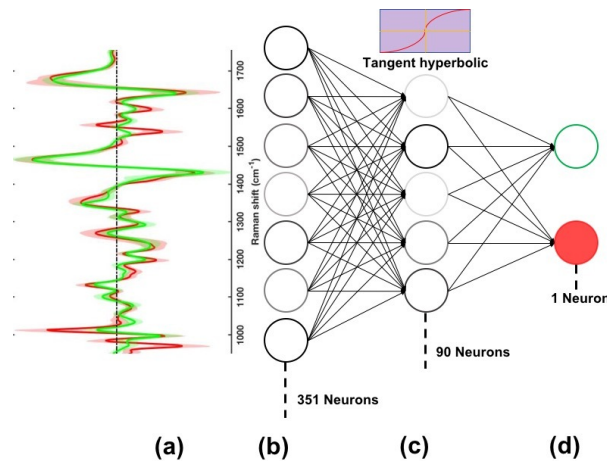 Tangent hyperbolic
1700
1600
1500
1400
1300
1200
1100
1000
Raman shift (cm⁻¹)
1 Neuron
90 Neurons
351 Neurons
(a)
(b)
(c)
(d)